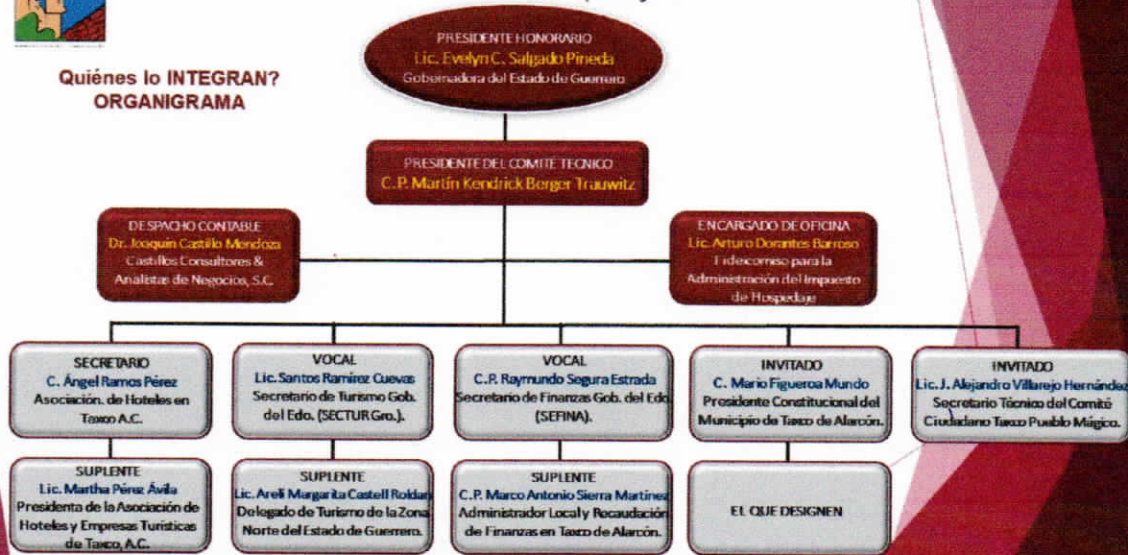 Quiénes lo INTEGRAN?
ORGANIGRAMA
PRESIDENTE HONORARIO
Lic. Evelyn C. Salgado Pineda
Gobernadora del Estado de Guerrero
PRESIDENTE DEL COMITÉ TECNICO
C.P. Martín Kendrick Berger Trauwitz
DESPACHO CONTABLE
Dr. Joaquín Castillo Mendoza
Castillos Consultores &
Analistas de Negocios, S.C.
ENCARGADO DE OFICINA
Lic. Arturo Dorantes Barroso
Fideicomiso para la
Administración del Impuesto
de Hospedaje
SECRETARIO
C. Ángel Ramos Pérez
Asociación. de Hoteles en
Taxco A.C.
VOCAL
Lic. Santos Ramírez Cuevas
Secretario de Turismo Gob.
del Edo. (SECTUR Gro.).
VOCAL
C.P. Raymundo Segura Estrada
Secretario de Finanzas Gob. del Edo
(SEFINA).
INVITADO
C. Mario Figueroa Mundo
Presidente Constitucional del
Municipio de Taxco de Alarcón.
INVITADO
Lic. J. Alejandro Villarejo Hernández
Secretario Técnico del Comité
Ciudadano Taxco Pueblo Mágico.
SUPLENTE
Lic. Martha Pérez Ávila
Presidenta de la Asociación de
Hoteles y Empresas Turísticas
de Taxco, A.C.
SUPLENTE
Lic. Areli Margarita Castell Roldan
Delegado de Turismo de la Zona
Norte del Estado de Guerrero.
SUPLENTE
C.P. Marco Antonio Sierra Martínez
Administrador Local y Recaudación
de Finanzas en Taxco de Alarcón.
EL QUE DESIGNEN